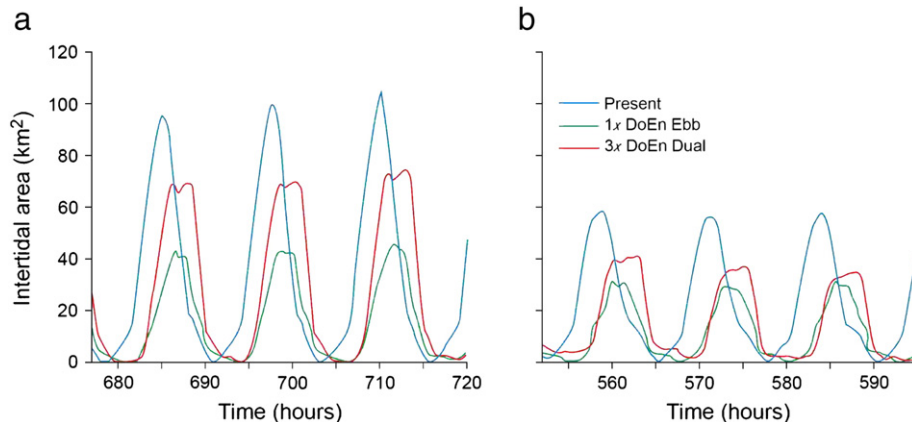 a
b
120
100
80
60
40
20
0
Intertidal area (km²)
680 690 700 710 720
Time (hours)
Present
1x DoEn Ebb
3x DoEn Dual
560 570 580 590
Time (hours)